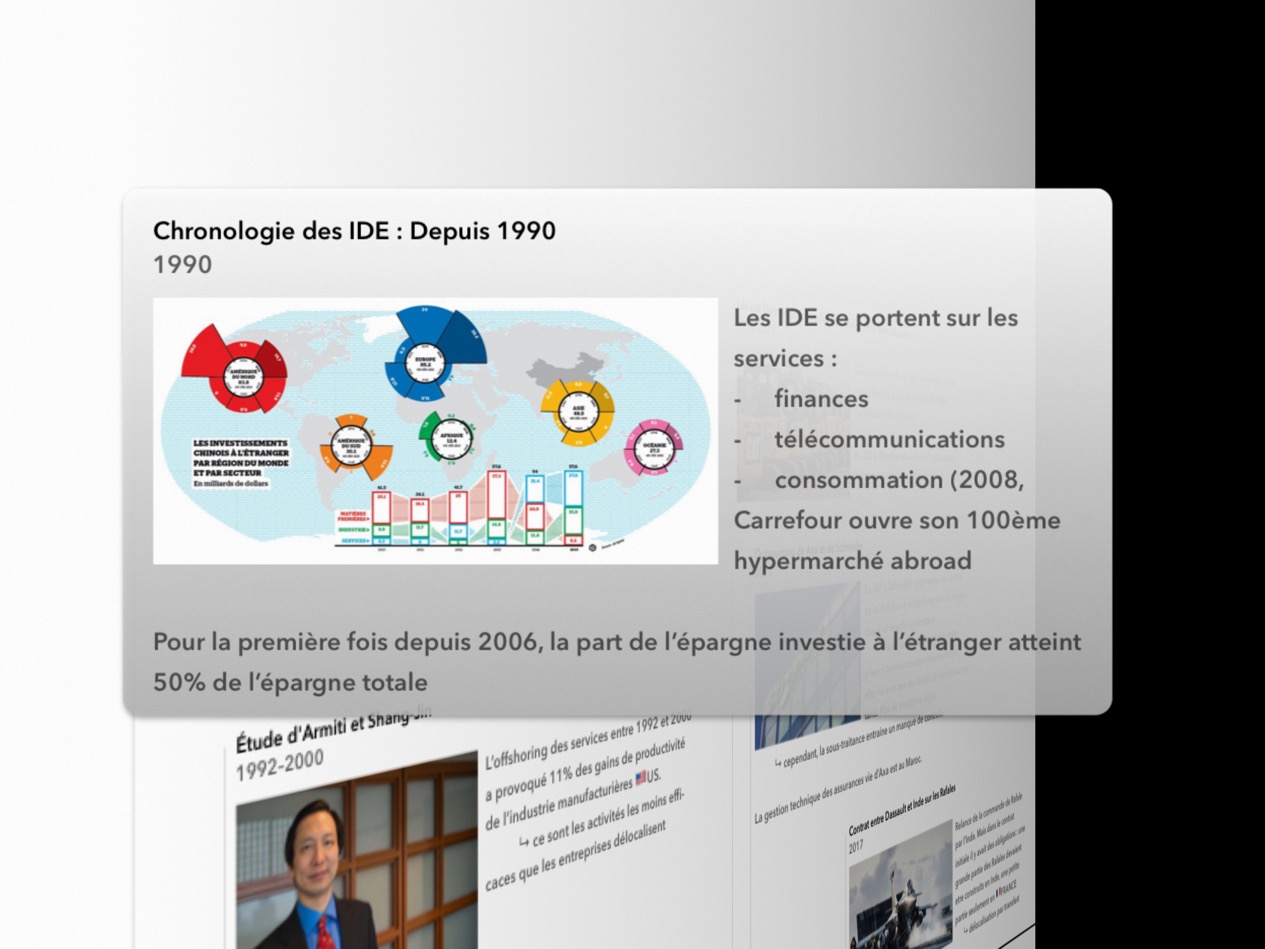 Chronologie des IDE : Depuis 1990
1990
LES INVESTISSEMENTS
CHINOIS À L'ÉTRANGER
PAR RÉGION DU MONDE
ET PAR SECTEUR
En milliards de dollars
AMÉRIQUE
DU NORD
EUROPE
ASIE
AMÉRIQUE
DU SUD
AFRIQUE
OCÉANIE
MATIÈRES
PREMIÈRES
INDUSTRIE
SERVICES
Les IDE se portent sur les
services :
- finances
- télécommunications
- consommation (2008,
Carrefour ouvre son 100ème
hypermarché abroad
Pour la première fois depuis 2006, la part de l’épargne investie à l’étranger atteint
50% de l’épargne totale
Étude d'Armiti et Shang-Jin
1992–2000
L’offshoring des services entre 1992 et 2000
a provoqué 11% des gains de productivité
de l’industrie manufacturières 🇺🇸US.
↳ ce sont les activités les moins effi-
caces que les entreprises délocalisent
↳ cependant, la sous-traitance entraine un manque de
La gestion technique des assurances vie d’Axa est au Maroc.
Contrat entre Dassault et Inde sur les Rafales
2017
Relance de la commande de Rafale
par l’Inde. Mais dans le contrat
initiale il y avait des obligations : une
grande partie des Rafales devaient
etre construits en Inde, une petite
partie seulement en 🇫🇷FRANCE
↳ délocalisation par transfert